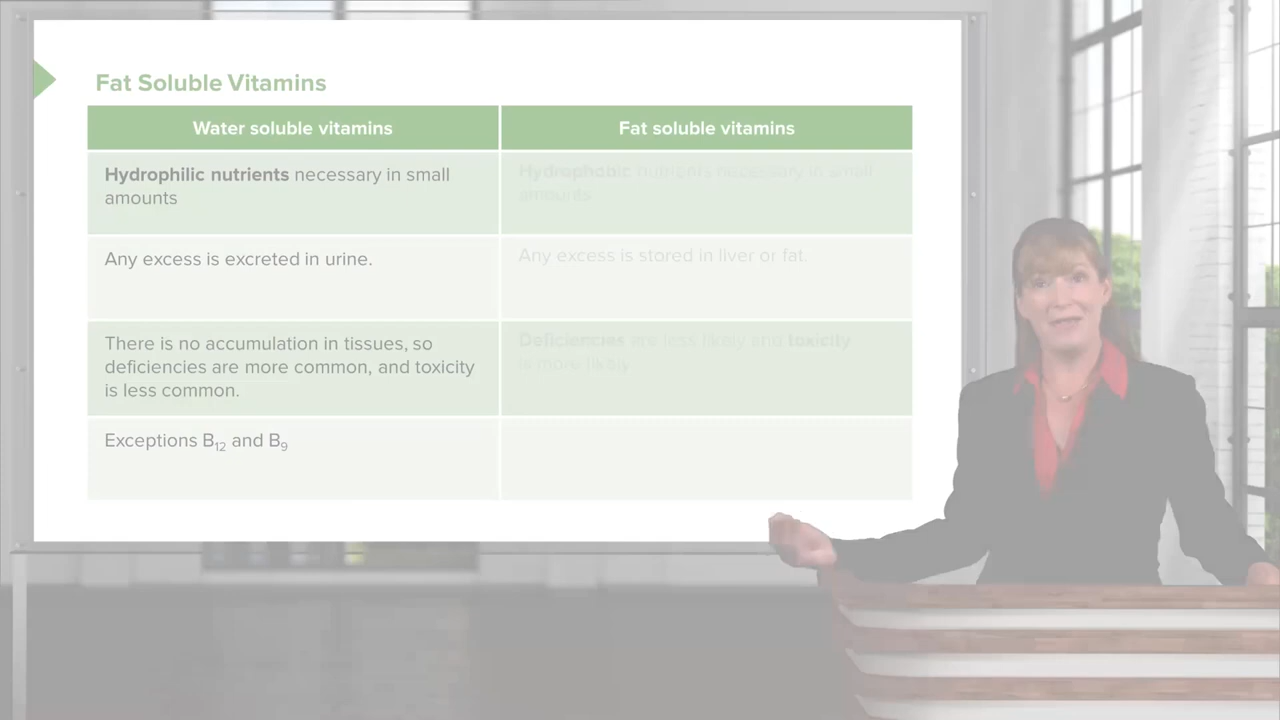 Fat Soluble Vitamins
Water soluble vitamins
Fat soluble vitamins
Hydrophilic nutrients necessary in small
amounts
Hydrophobic nutrients necessary in small
amounts
Any excess is excreted in urine.
Any excess is stored in liver or fat.
There is no accumulation in tissues, so
deficiencies are more common, and toxicity
is less common.
Deficiencies are less likely and toxicity
is more likely
Exceptions B12 and B9